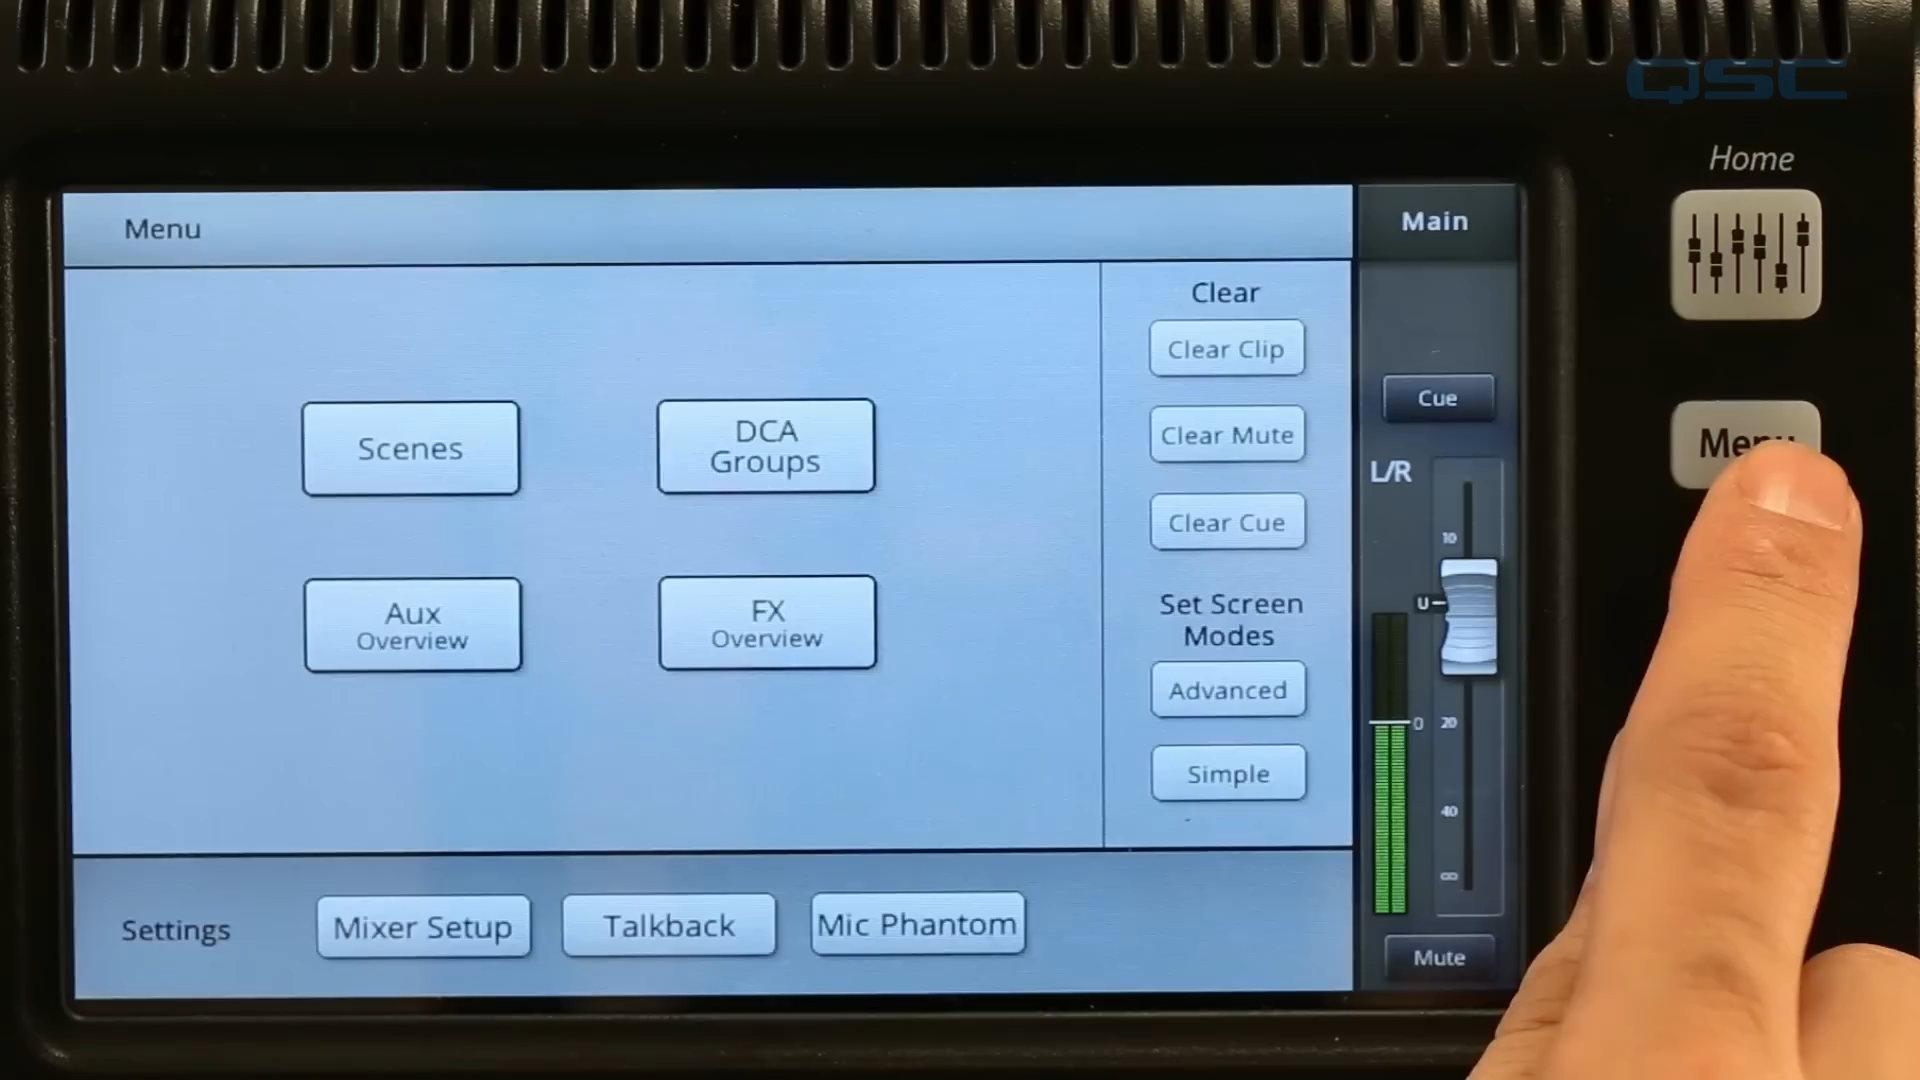 QSC
Home
Menu
Menu
Main
Clear
Clear Clip
Clear Mute
Clear Cue
Set Screen
Modes
Advanced
Simple
Scenes
DCA
Groups
Aux
Overview
FX
Overview
Settings
Mixer Setup
Talkback
Mic Phantom
Cue
L/R
10
U
0
20
40
∞
Mute